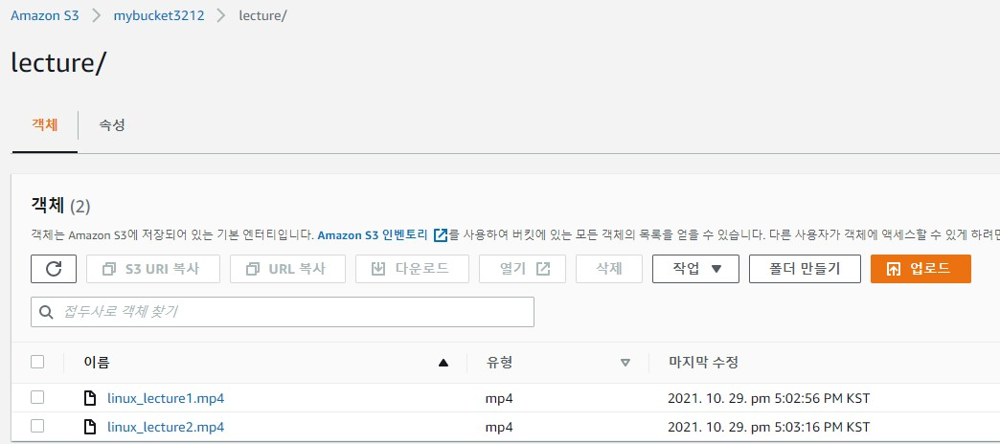 Amazon S3 > mybucket3212 > lecture/
lecture/
객체 속성
객체 (2)
객체는 Amazon S3에 저장되어 있는 기본 엔터티입니다. Amazon S3 인벤토리 를 사용하여 버킷에 있는 모든 객체의 목록을 얻을 수 있습니다. 다른 사용자가 객체에 액세스할 수 있게 하려면
S3 URI 복사 URL 복사 다운로드 열기 삭제 작업 폴더 만들기 업로드
접두사로 객체 찾기
이름 유형 마지막 수정
linux_lecture1.mp4 mp4 2021. 10. 29. pm 5:02:56 PM KST
linux_lecture2.mp4 mp4 2021. 10. 29. pm 5:03:16 PM KST